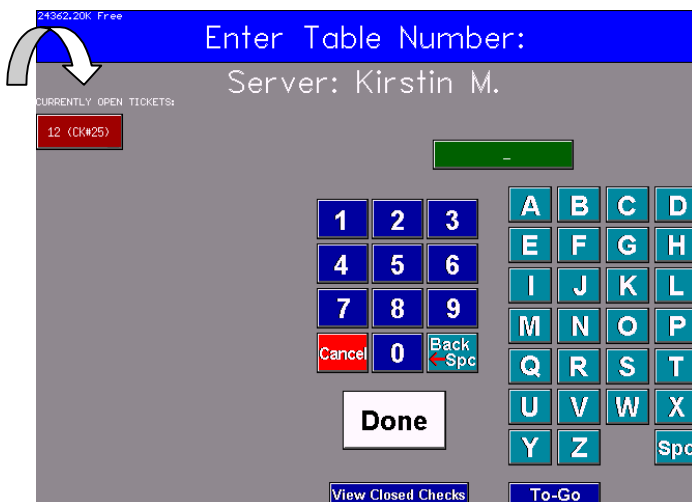 24362.20K Free
Enter Table Number:
Server: Kirstin M.
CURRENTLY OPEN TICKETS:
12 (CK#25)
_
1 2 3
4 5 6
7 8 9
Cancel 0 Back
←Spc
Done
A B C D
E F G H
I J K L
M N O P
Q R S T
U V W X
Y Z Spc
View Closed Checks
To-Go